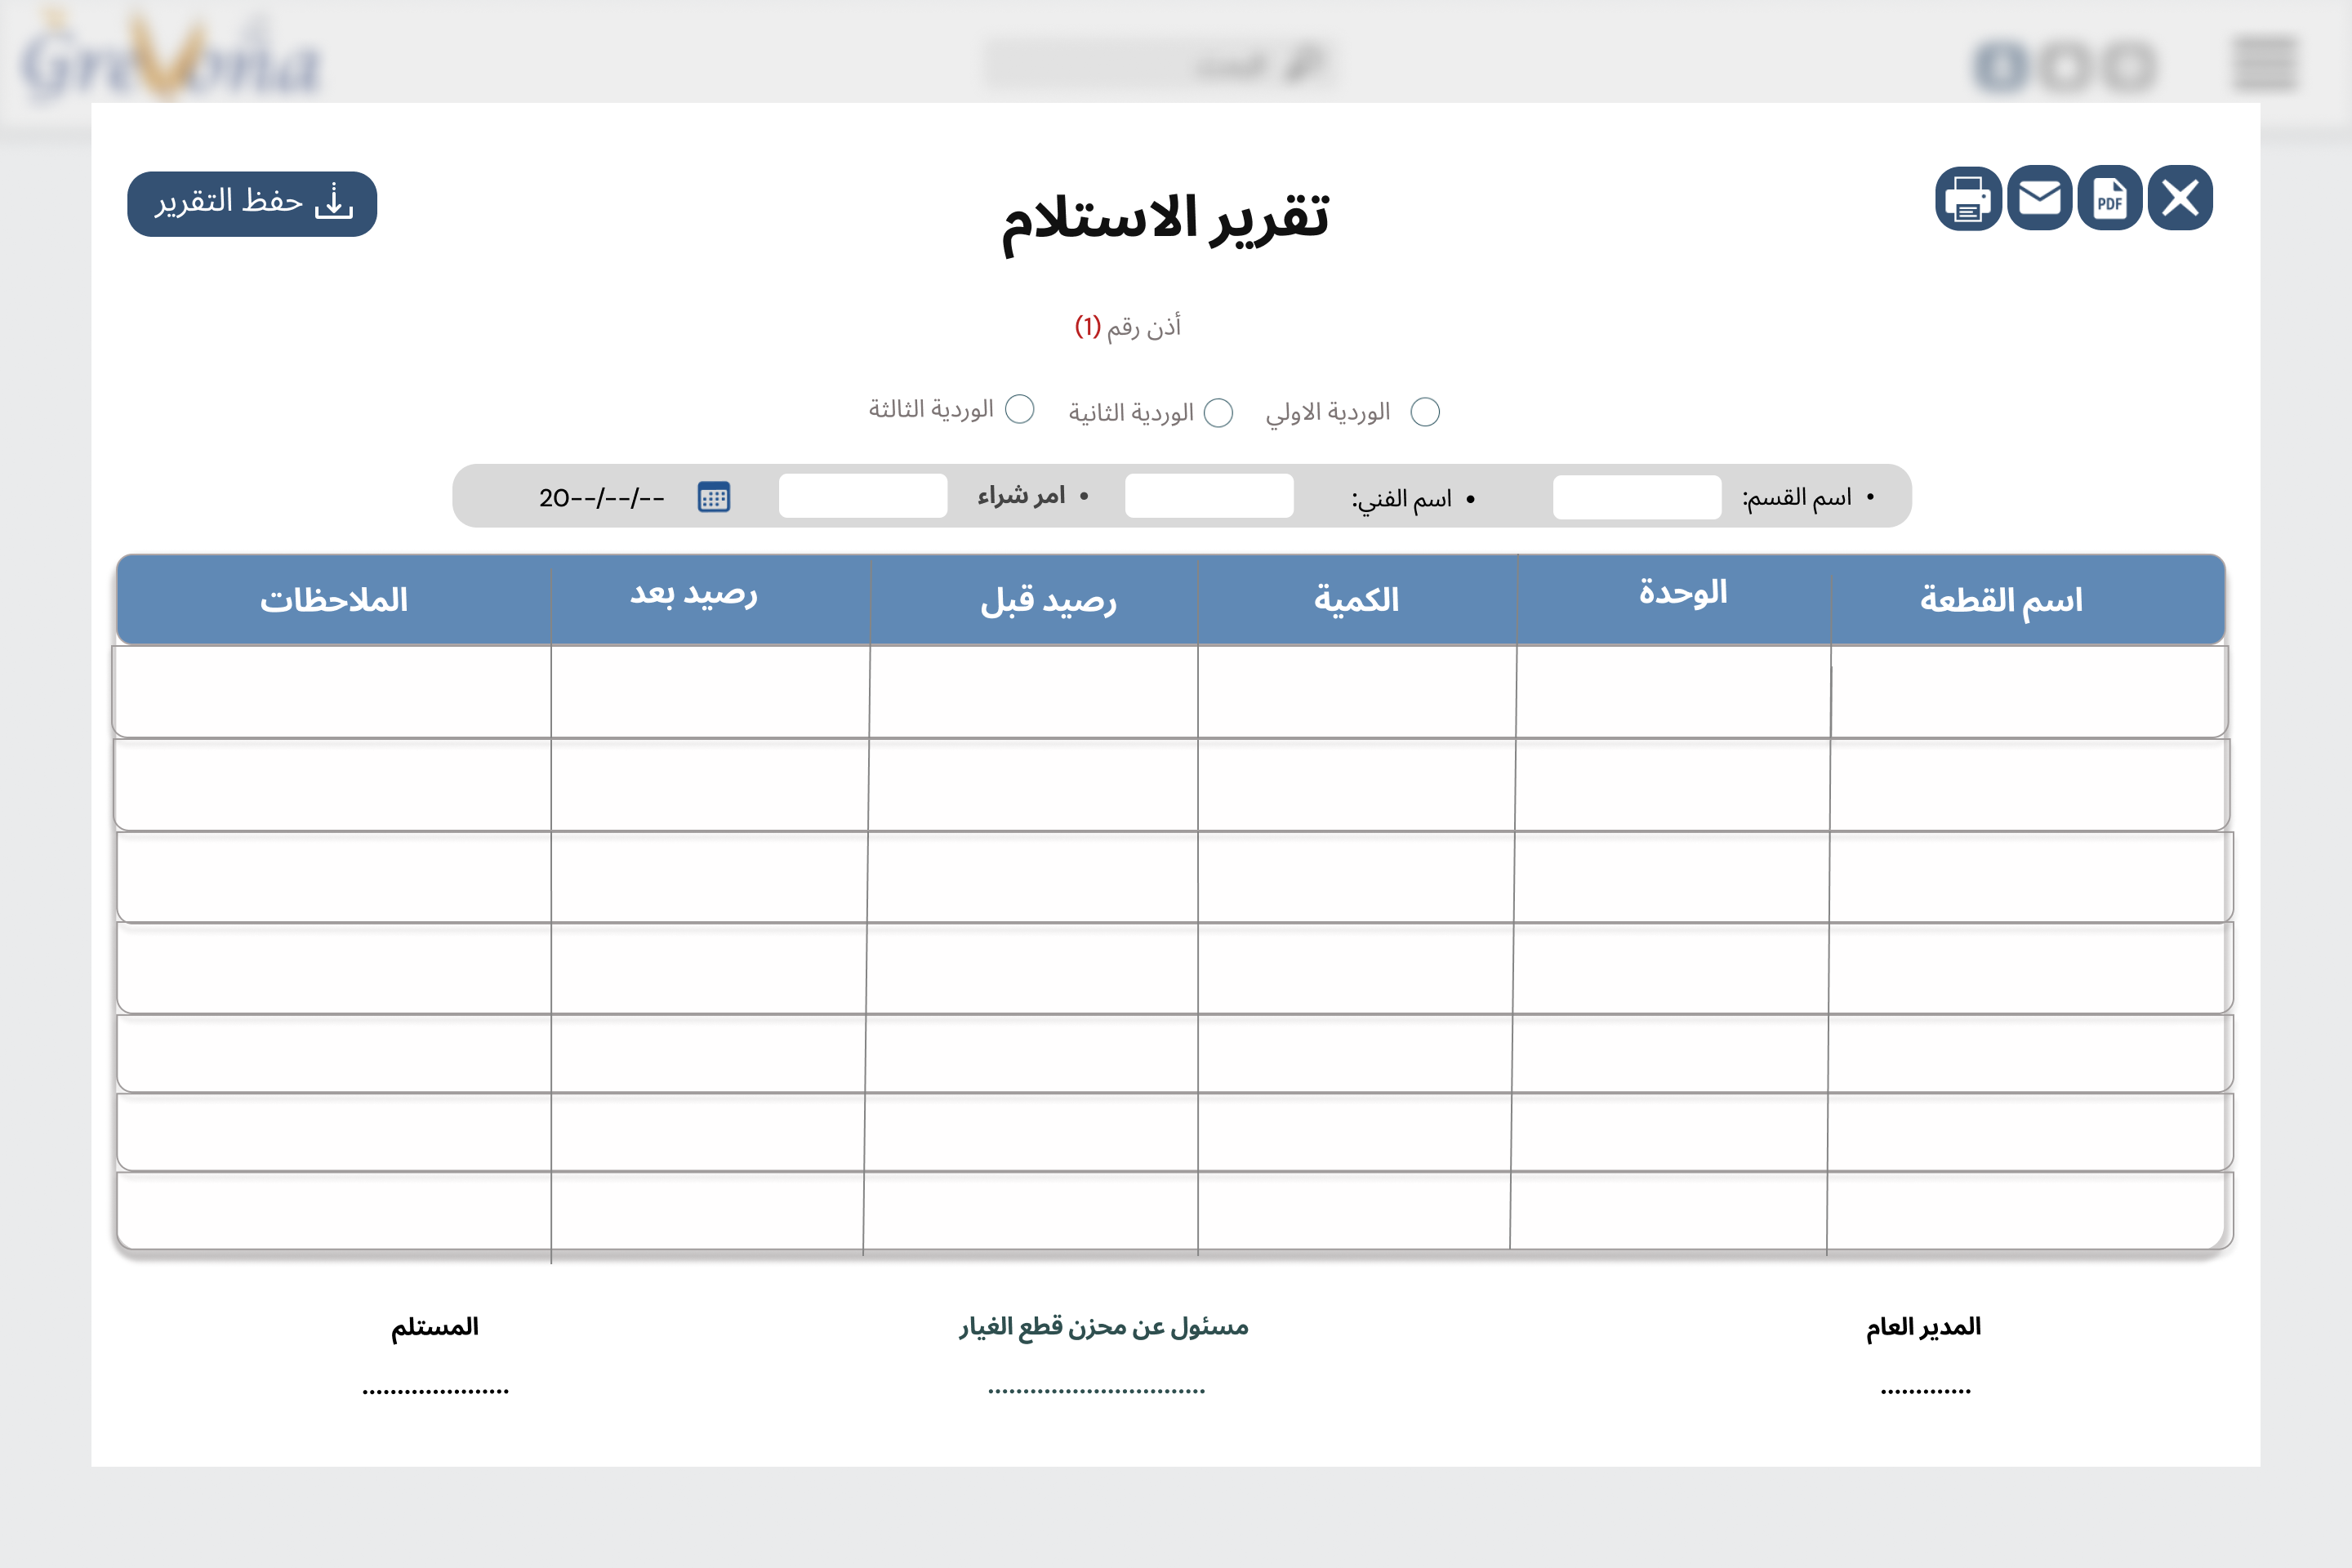 Grevona
البحث
حفظ التقرير
تقرير الاستلام
PDF
أذن رقم (1)
الوردية الاولي
الوردية الثانية
الوردية الثالثة
• اسم القسم:
• اسم الفني:
• امر شراء
20--/--/--
اسم القطعة
الوحدة
الكمية
رصيد قبل
رصيد بعد
الملاحظات
المدير العام
مسئول عن محزن قطع الغيار
المستلم
.............
...............................
.....................